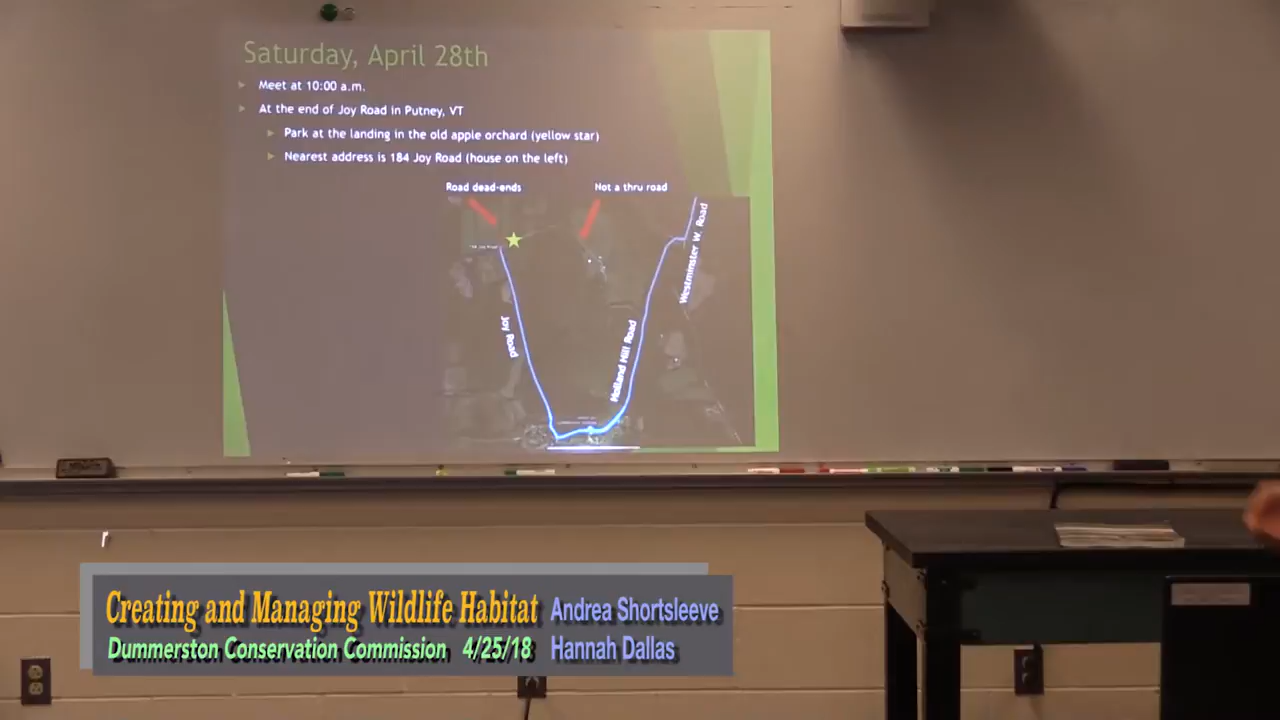 Saturday, April 28th
Meet at 10:00 a.m.
At the end of Joy Road in Putney, VT
Park at the landing in the old apple orchard (yellow star)
Nearest address is 184 Joy Road (house on the left)
Road dead-ends
Not a thru road
Westminster W. Road
Joy Road
Holland Hill Road
Creating and Managing Wildlife Habitat Andrea Shortsleeve
Dummerston Conservation Commission 4/25/18 Hannah Dallas